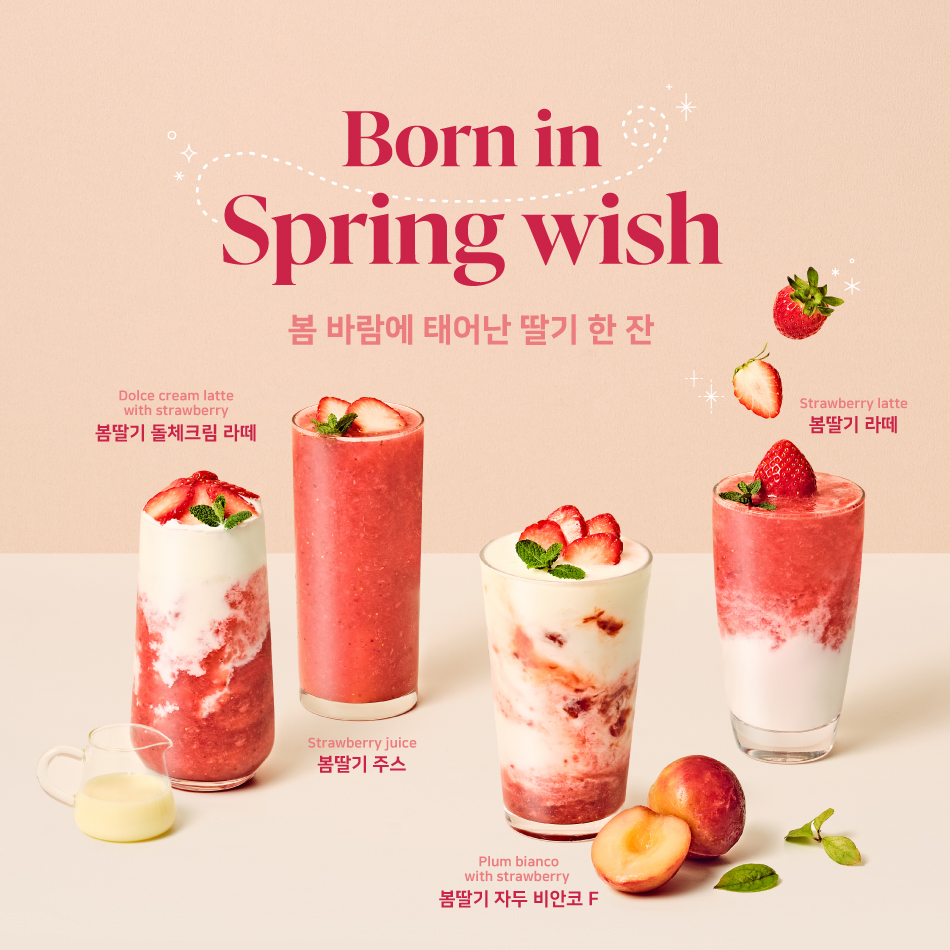 Born in
Spring wish
봄 바람에 태어난 딸기 한 잔
Dolce cream latte
with strawberry
봄딸기 돌체크림 라떼
Strawberry latte
봄딸기 라떼
Strawberry juice
봄딸기 주스
Plum bianco
with strawberry
봄딸기 자두 비안코 F